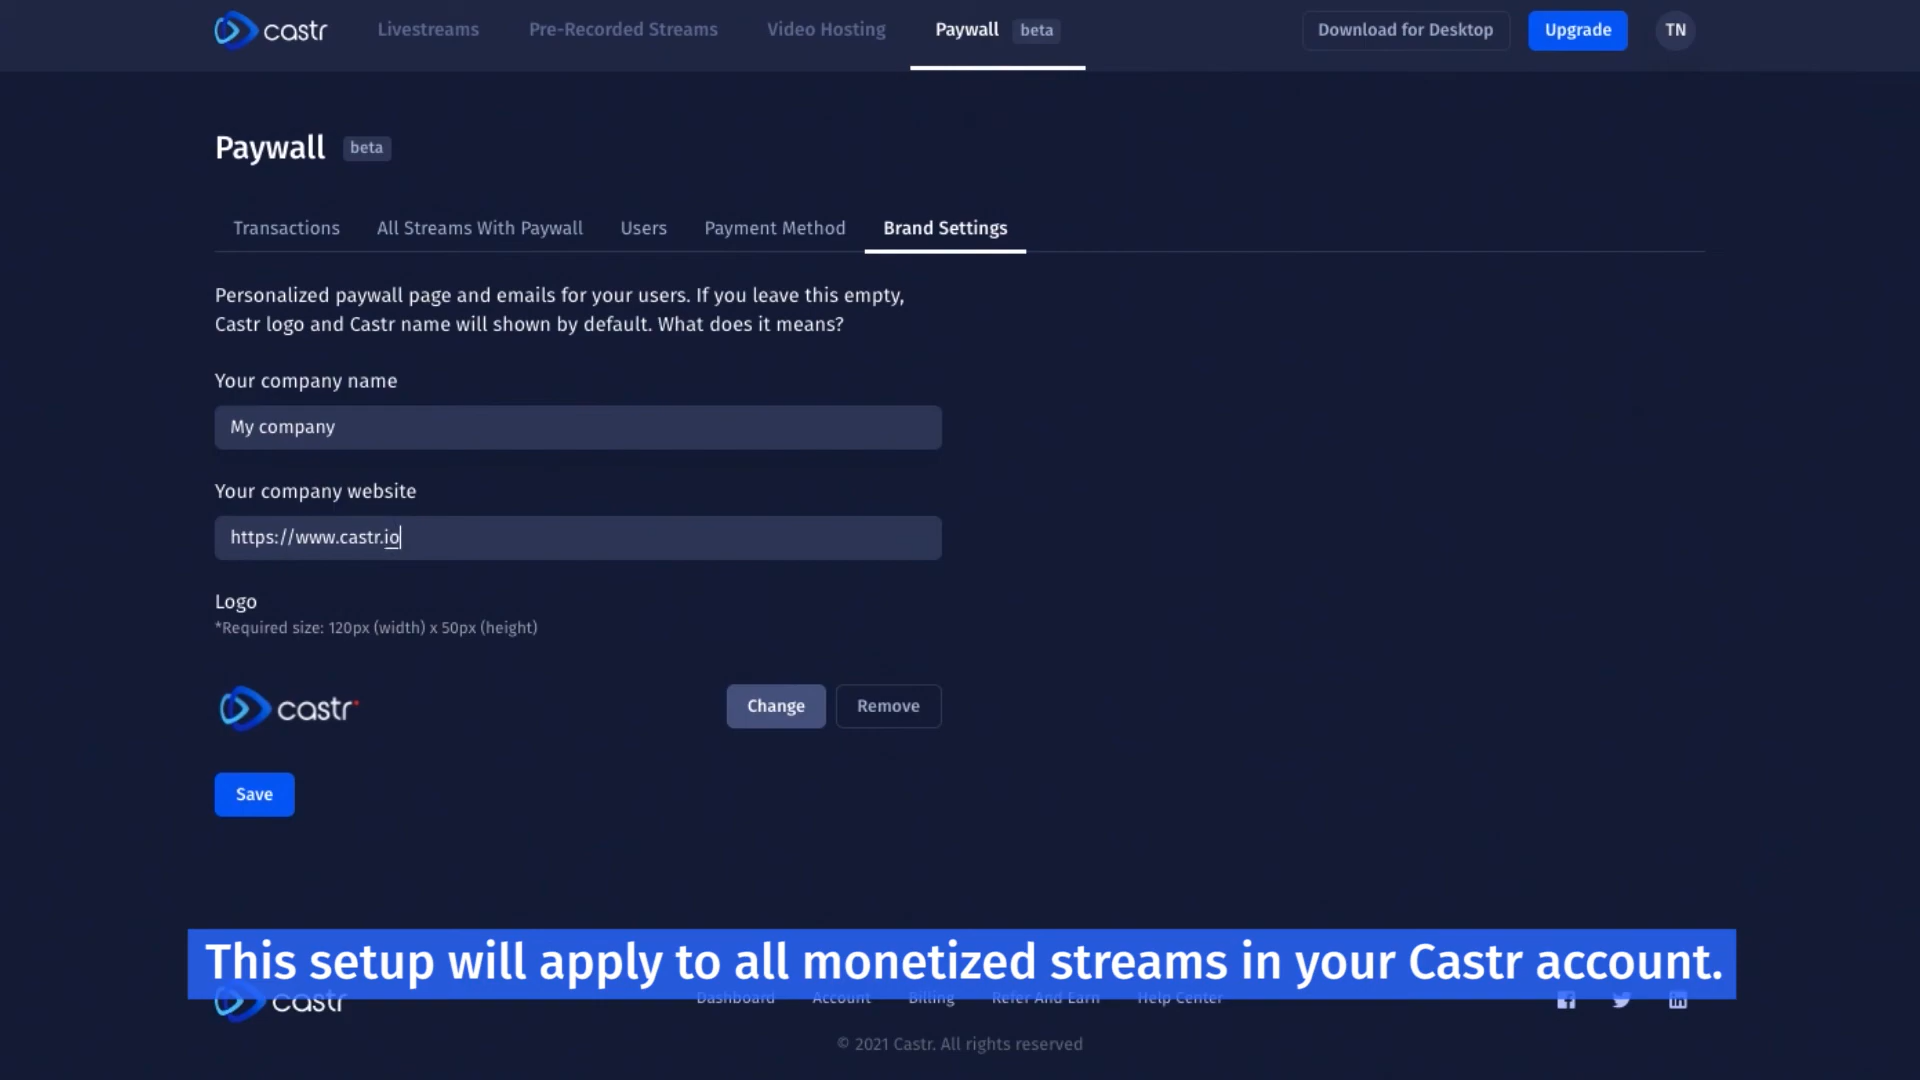 castr
Livestreams
Pre-Recorded Streams
Video Hosting
Paywall beta
Download for Desktop
Upgrade
TN
Paywall beta
Transactions
All Streams With Paywall
Users
Payment Method
Brand Settings
Personalized paywall page and emails for your users. If you leave this empty,
Castr logo and Castr name will shown by default. What does it means?
Your company name
My company
Your company website
https://www.castr.io
Logo
*Required size: 120px (width) x 50px (height)
castr
Change
Remove
Save
This setup will apply to all monetized streams in your Castr account.
castr
Dashboard
Account
Billing
Refer And Earn
Help Center
© 2021 Castr. All rights reserved